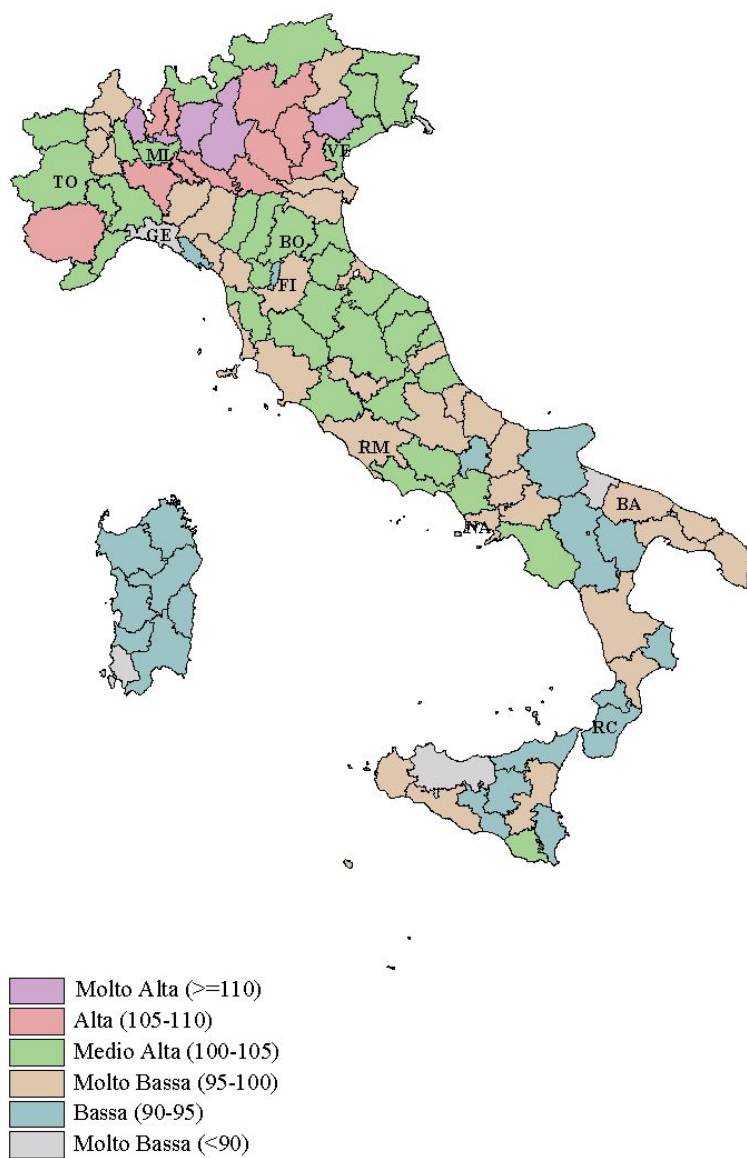 MI
VE
TO
GE
BO
FI
RM
NA
BA
RC
Molto Alta (>=110)
Alta (105-110)
Medio Alta (100-105)
Molto Bassa (95-100)
Bassa (90-95)
Molto Bassa (<90)